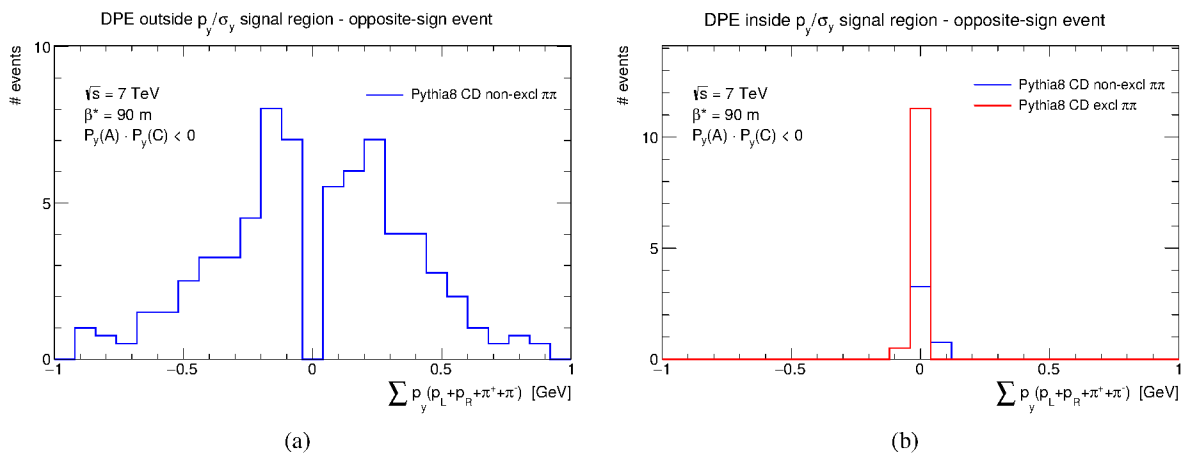 DPE outside p_y/σ_y signal region - opposite-sign event
# events
10
5
0
√s = 7 TeV
β* = 90 m
P_y(A) · P_y(C) < 0
Pythia8 CD non-excl ππ
−1
−0.5
0
0.5
1
∑ p_y(p_L+p_R+π⁺+π⁻) [GeV]
(a)
DPE inside p_y/σ_y signal region - opposite-sign event
# events
10
5
0
√s = 7 TeV
β* = 90 m
P_y(A) · P_y(C) < 0
Pythia8 CD non-excl ππ
Pythia8 CD excl ππ
−1
−0.5
0
0.5
1
∑ p_y(p_L+p_R+π⁺+π⁻) [GeV]
(b)